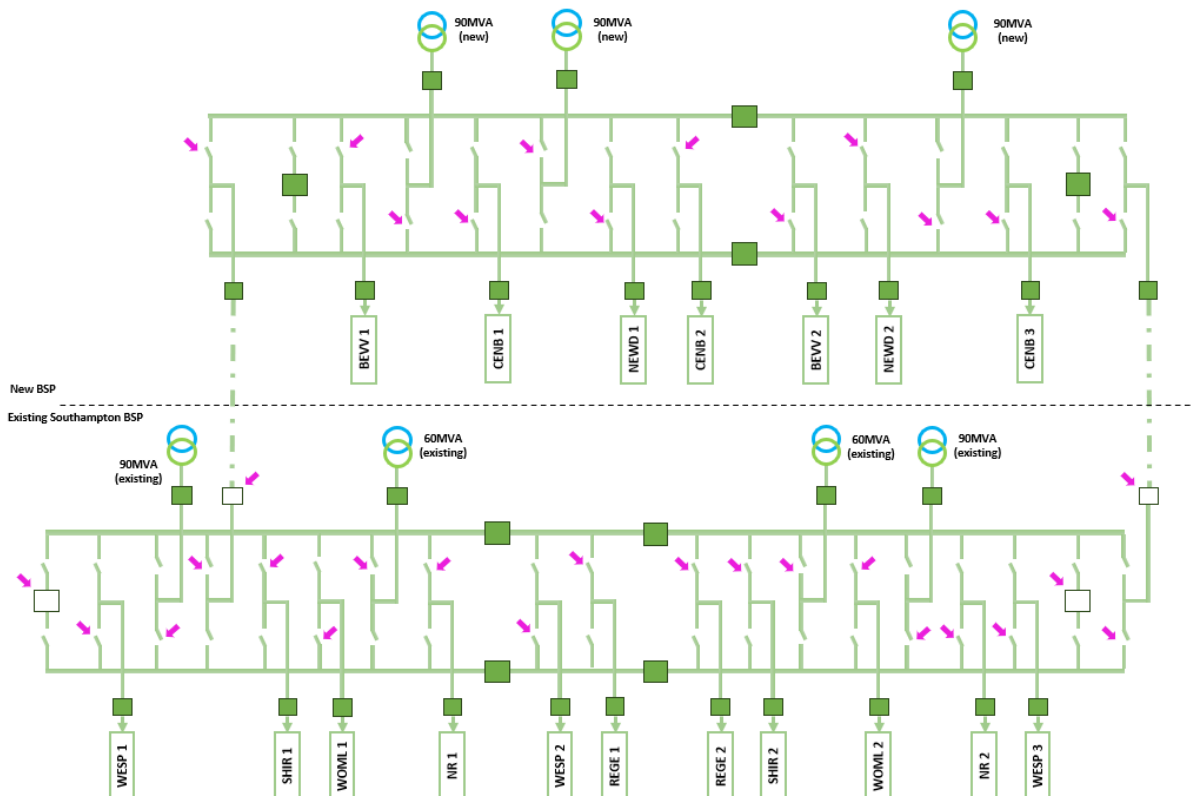 90MVA
(new)
90MVA
(new)
90MVA
(new)
BEVV 1
CENB 1
NEWD 1
CENB 2
BEVV 2
NEWD 2
CENB 3
New BSP
Existing Southampton BSP
90MVA
(existing)
60MVA
(existing)
60MVA
(existing)
90MVA
(existing)
WESP 1
SHIR 1
WOML 1
NR 1
WESP 2
REGE 1
REGE 2
SHIR 2
WOML 2
NR 2
WESP 3